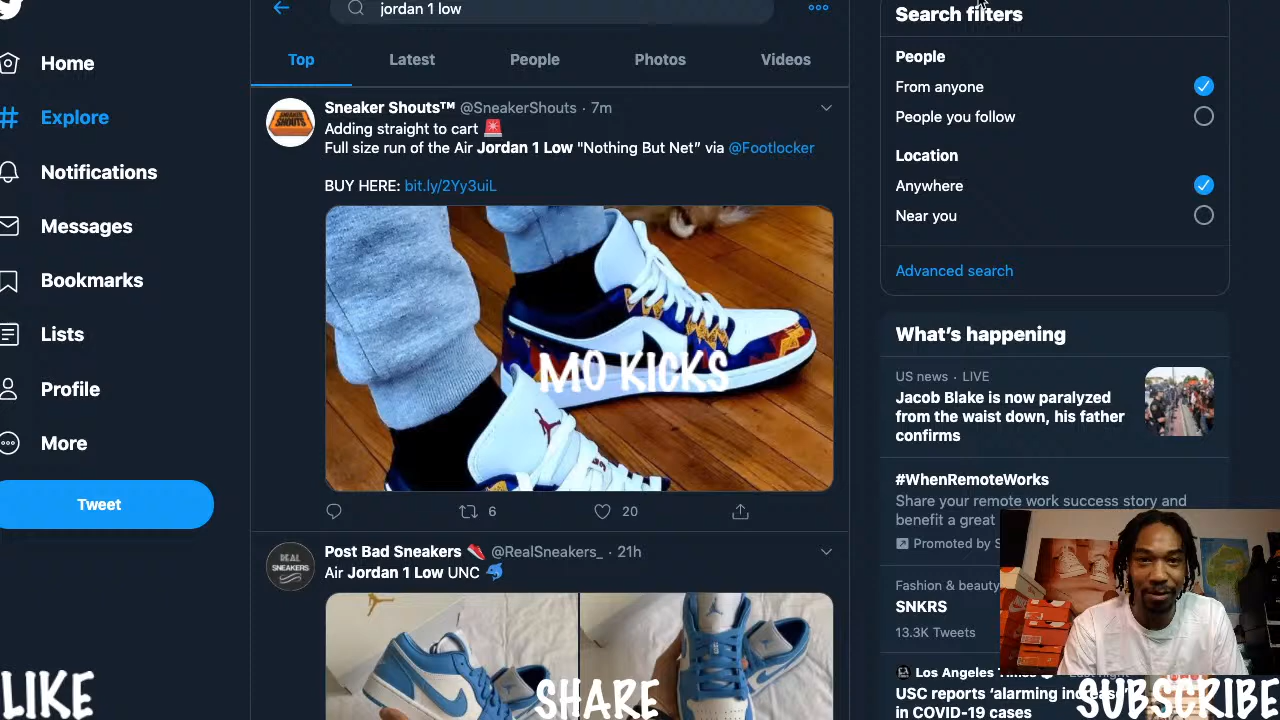 jordan 1 low
Home
Explore
Notifications
Messages
Bookmarks
Lists
Profile
More
Tweet
Top Latest People Photos Videos
Sneaker Shouts™ @SneakerShouts · 7m
Adding straight to cart 🚨
Full size run of the Air Jordan 1 Low "Nothing But Net” via @Footlocker
BUY HERE: bit.ly/2Yy3uiL
MO KICKS
6 20
Post Bad Sneakers @RealSneakers_ · 21h
Air Jordan 1 Low UNC
REAL
SNEAKERS
SNEAKER
SHOUTS
Search filters
People
From anyone
People you follow
Location
Anywhere
Near you
Advanced search
What’s happening
US news · LIVE
Jacob Blake is now paralyzed
from the waist down, his father
confirms
#WhenRemoteWorks
Share your remote work success story and
benefit a great
Promoted by S
Fashion & beauty
SNKRS
13.3K Tweets
Los Angeles Times
USC reports ‘alarming increase’
in COVID-19 cases
LIKE
SHARE
SUBSCRIBE